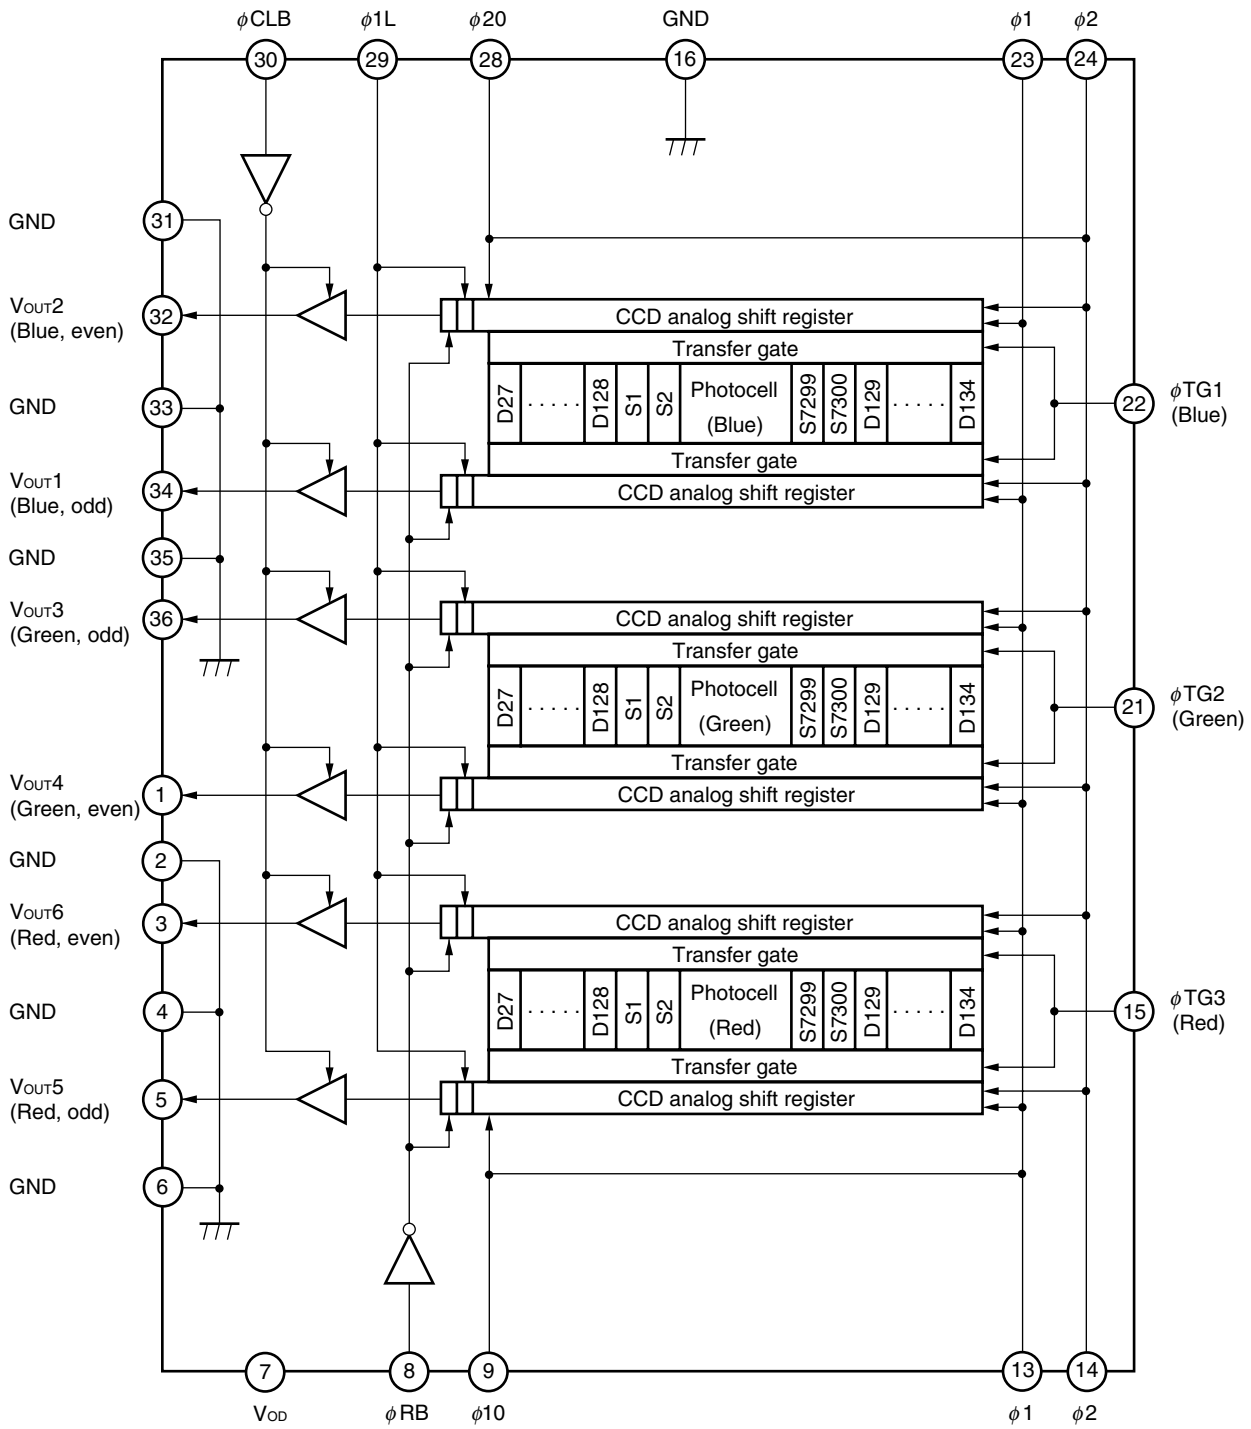 ϕCLB ϕ1L ϕ20 GND ϕ1 ϕ2
30 29 28 16 23 24
GND 31
VOUT2
(Blue, even)
32
CCD analog shift register
Transfer gate
D27 ..... D128 S1 S2 Photocell
(Blue)
S7299 S7300 D129 ..... D134
GND 33
22 ϕTG1
(Blue)
Transfer gate
VOUT1
(Blue, odd)
34
CCD analog shift register
GND 35
VOUT3
(Green, odd)
36
CCD analog shift register
Transfer gate
D27 ..... D128 S1 S2 Photocell
(Green)
S7299 S7300 D129 ..... D134
21 ϕTG2
(Green)
Transfer gate
VOUT4
(Green, even)
1
CCD analog shift register
GND 2
VOUT6
(Red, even)
3
CCD analog shift register
Transfer gate
D27 ..... D128 S1 S2 Photocell
(Red)
S7299 S7300 D129 ..... D134
GND 4
15 ϕTG3
(Red)
Transfer gate
VOUT5
(Red, odd)
5
CCD analog shift register
GND 6
7 8 9 13 14
VOD ϕRB ϕ10 ϕ1 ϕ2